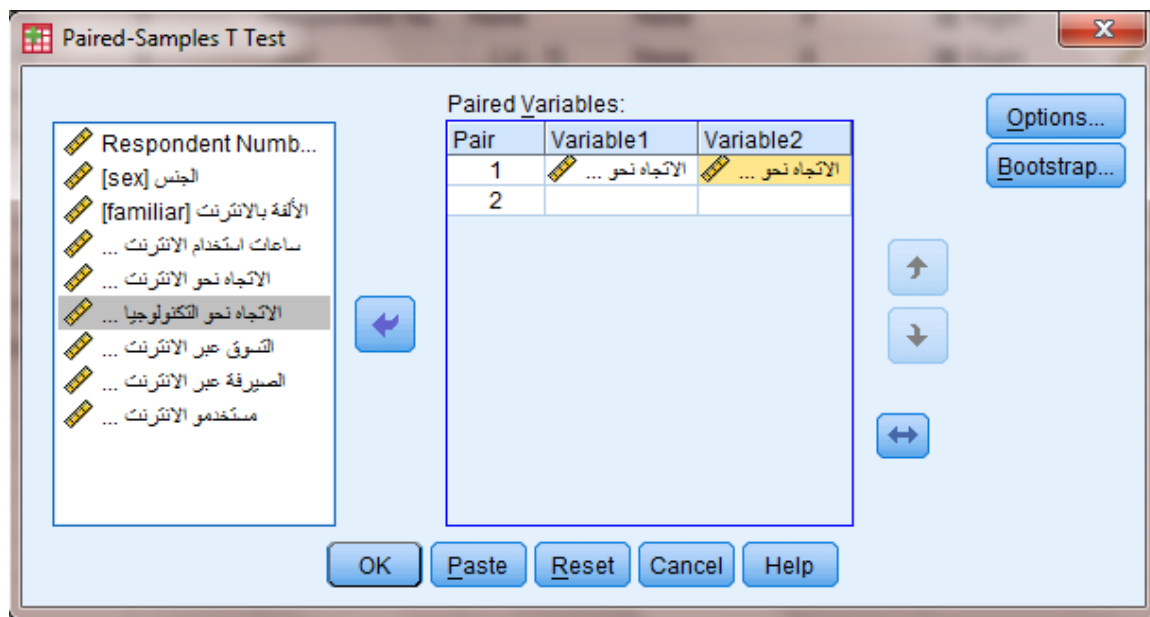 Paired-Samples T Test
x
Paired Variables:
Options...
Bootstrap...
Pair Variable1 Variable2
1 الاتجاه نحو ... الاتجاه نحو ...
2
Respondent Numb...
الجنس [sex]
الألفة بالانترنت [familiar]
ساعات استخدام الانترنت ...
الاتجاه نحو الانترنت ...
الاتجاه نحو التكنولوجيا ...
التسوق عبر الانترنت ...
الصيرفة عبر الانترنت ...
مستخدمو الانترنت ...
OK Paste Reset Cancel Help